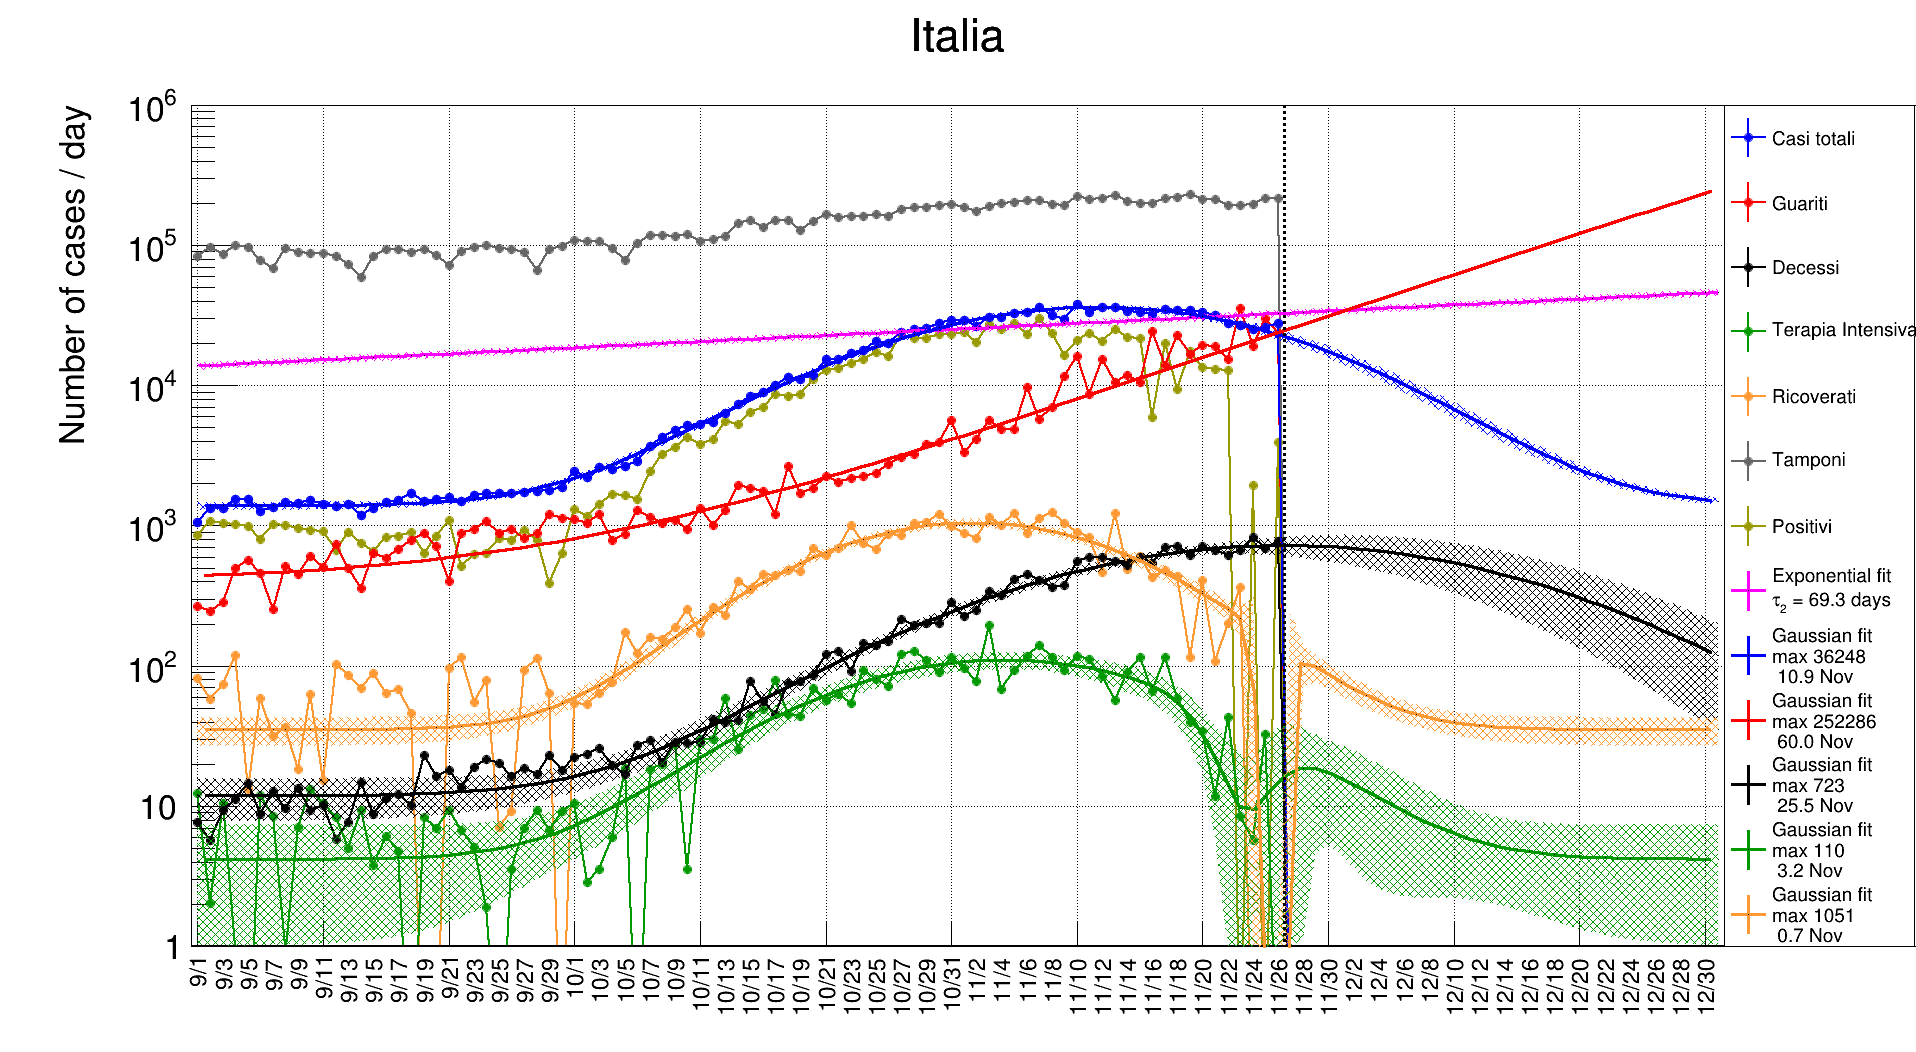 Italia
Number of cases / day
10^6
10^5
10^4
10^3
10^2
10
1
9/1 9/3 9/5 9/7 9/9 9/11 9/13 9/15 9/17 9/19 9/21 9/23 9/25 9/27 9/29 10/1 10/3 10/5 10/7 10/9 10/11 10/13 10/15 10/17 10/19 10/21 10/23 10/25 10/27 10/29 10/31 11/2 11/4 11/6 11/8 11/10 11/12 11/14 11/16 11/18 11/20 11/22 11/24 11/26 11/28 11/30 12/2 12/4 12/6 12/8 12/10 12/12 12/14 12/16 12/18 12/20 12/22 12/24 12/26 12/28 12/30
Casi totali
Guariti
Decessi
Terapia Intensiva
Ricoverati
Tamponi
Positivi
Exponential fit
τ2 = 69.3 days
Gaussian fit
max 36248
10.9 Nov
Gaussian fit
max 252286
60.0 Nov
Gaussian fit
max 723
25.5 Nov
Gaussian fit
max 110
3.2 Nov
Gaussian fit
max 1051
0.7 Nov